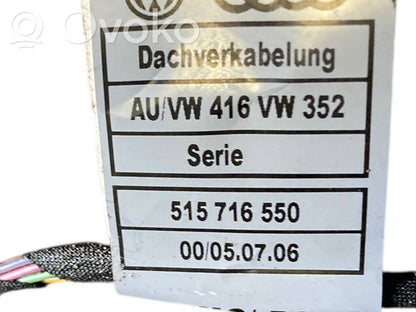 Ovoko
Dachverkabelung
AU/VW 416 VW 352
Serie
515 716 550
00/05.07.06